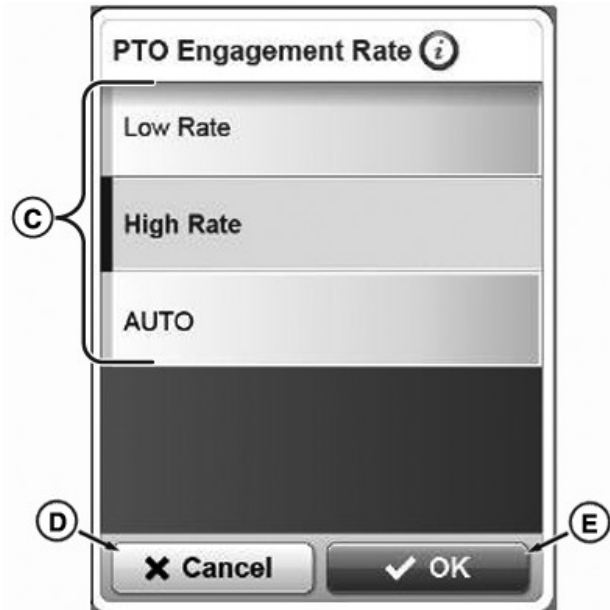 PTO Engagement Rate i
Low Rate
C
High Rate
AUTO
D
E
Cancel
OK